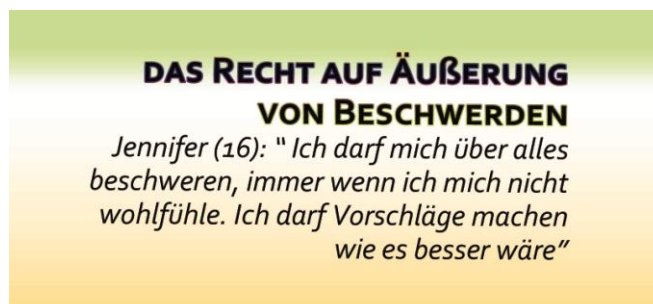 DAS RECHT AUF ÄUßERUNG
VON BESCHWERDEN
Jennifer (16): “ Ich darf mich über alles
beschweren, immer wenn ich mich nicht
wohlfühle. Ich darf Vorschläge machen
wie es besser wäre”